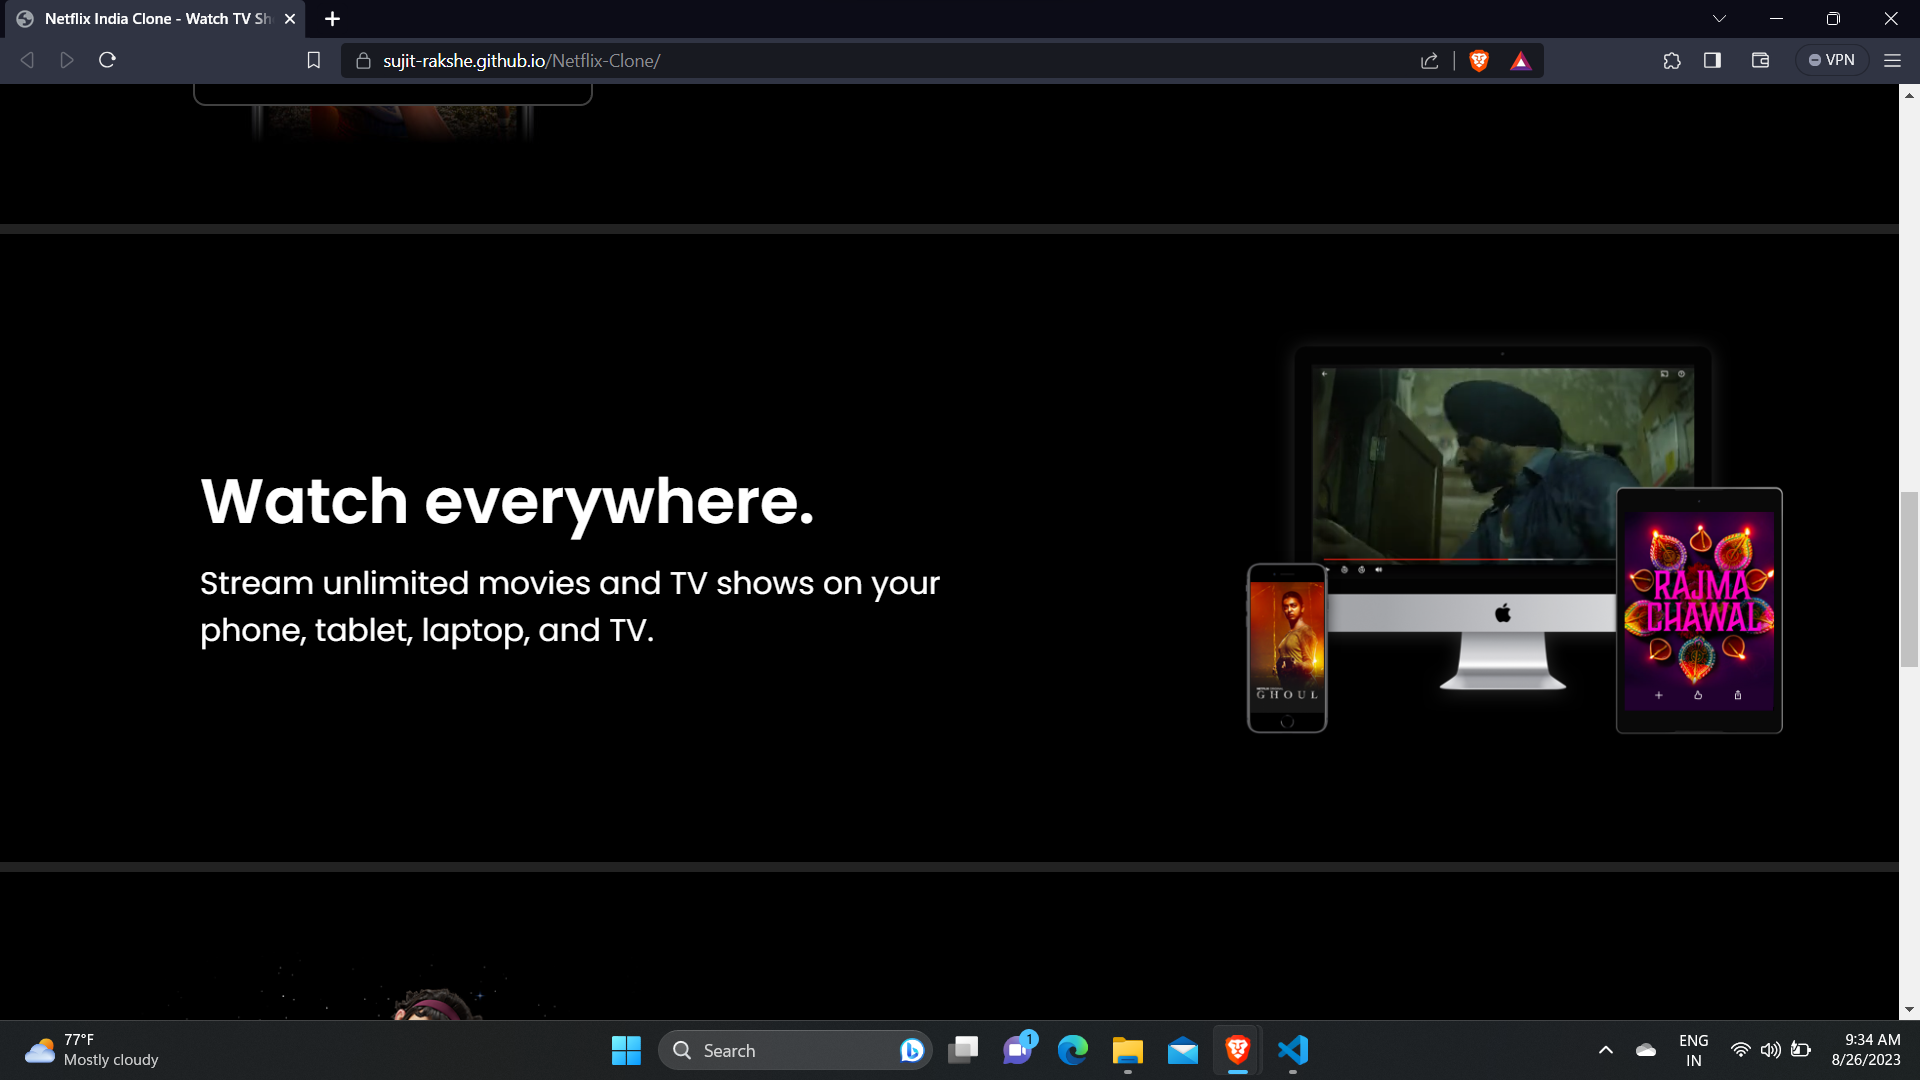 Netflix India Clone - Watch TV Sh
sujit-rakshe.github.io/Netflix-Clone/
VPN
Watch everywhere.
Stream unlimited movies and TV shows on your
phone, tablet, laptop, and TV.
GHOUL
RAJMA
CHAWAL
77°F
Mostly cloudy
Search
1
ENG
IN
9:34 AM
8/26/2023